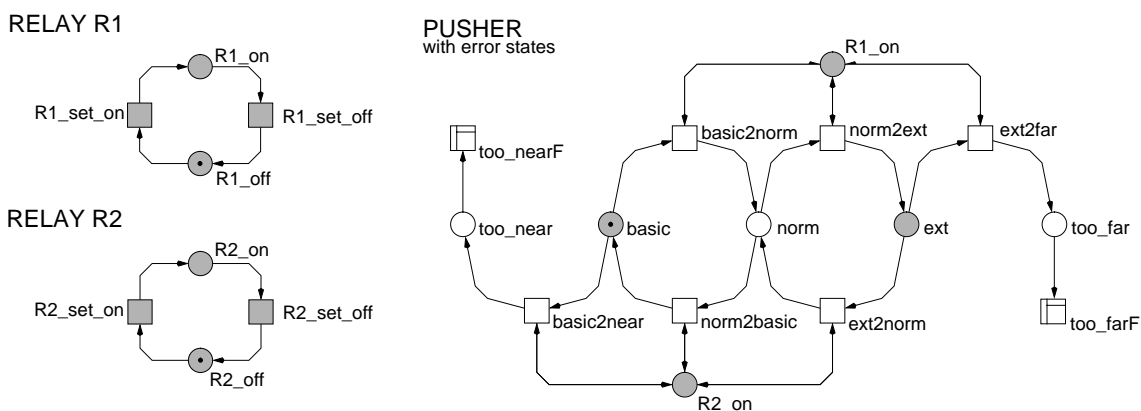 RELAY R1
R1_on
R1_set_on
R1_set_off
R1_off
RELAY R2
R2_on
R2_set_on
R2_set_off
R2_off
PUSHER
with error states
R1_on
too_nearF
basic2norm
norm2ext
ext2far
too_near
basic
norm
ext
too_far
basic2near
norm2basic
ext2norm
too_farF
R2_on